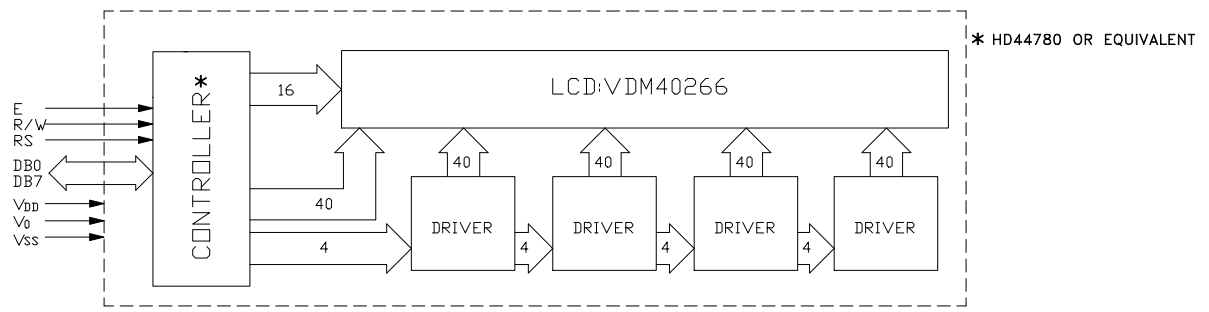 * HD44780 OR EQUIVALENT
LCD:VDM40266
CONTROLLER*
16
E
R/W
RS
DB0
DB7
VDD
V0
VSS
40
4
40
40
40
40
DRIVER
DRIVER
DRIVER
DRIVER
4
4
4